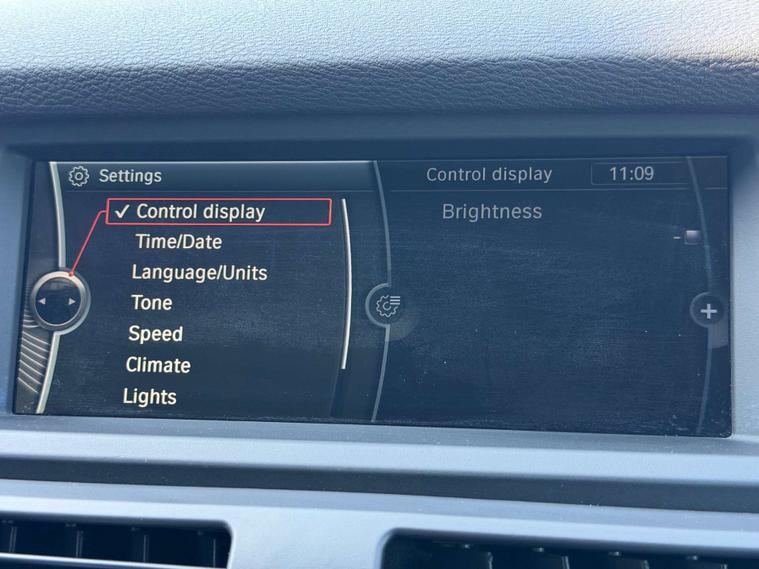 Settings
Control display
Time/Date
Language/Units
Tone
Speed
Climate
Lights
Control display
11:09
Brightness